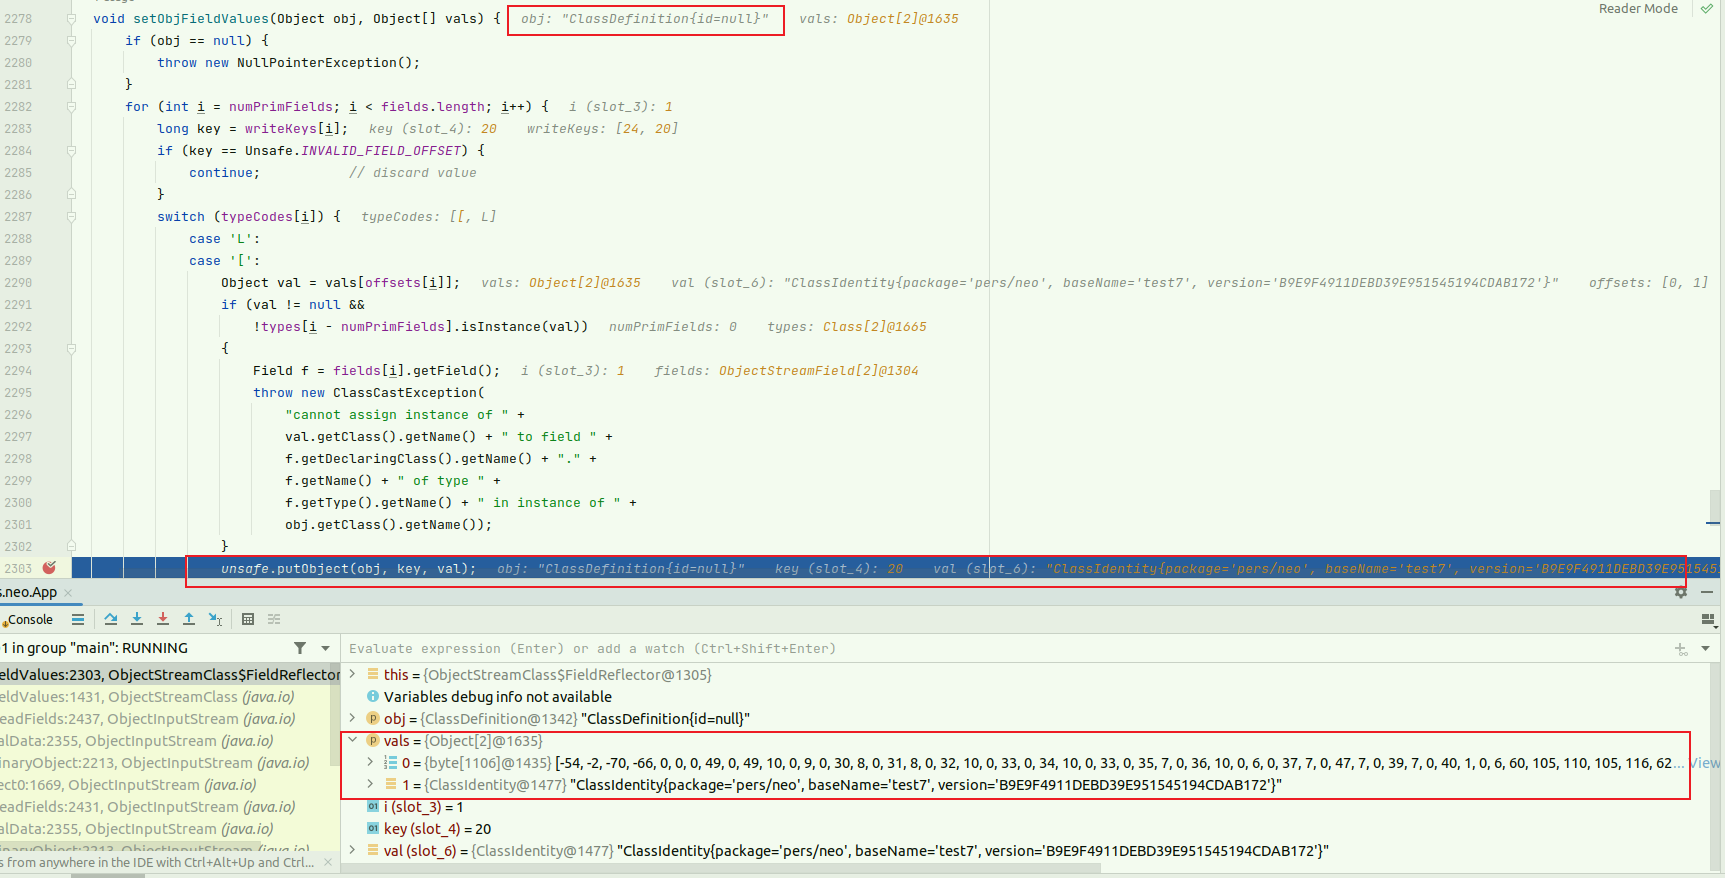 void setObjFieldValues(Object obj, Object[] vals) { obj: "ClassDefinition{id=null}" vals: Object[2]@1635 Reader Mode
2278
2279 if (obj == null) {
2280 throw new NullPointerException();
2281 }
2282 for (int i = numPrimFields; i < fields.length; i++) { i (slot_3): 1
2283 long key = writeKeys[i]; key (slot_4): 20 writeKeys: [24, 20]
2284 if (key == Unsafe.INVALID_FIELD_OFFSET) {
2285 continue; // discard value
2286 }
2287 switch (typeCodes[i]) { typeCodes: [[, L]
2288 case 'L':
2289 case '[':
2290 Object val = vals[offsets[i]]; vals: Object[2]@1635 val (slot_6): "ClassIdentity{package='pers/neo', baseName='test7', version='B9E9F4911DEBD39E951545194CDAB172'}" offsets: [0, 1]
2291 if (val != null &&
2292 !types[i - numPrimFields].isInstance(val)) numPrimFields: 0 types: Class[2]@1665
2293 {
2294 Field f = fields[i].getField(); i (slot_3): 1 fields: ObjectStreamField[2]@1304
2295 throw new ClassCastException(
2296 "cannot assign instance of " +
2297 val.getClass().getName() + " to field " +
2298 f.getDeclaringClass().getName() + "." +
2299 f.getName() + " of type " +
2300 f.getType().getName() + " in instance of " +
2301 obj.getClass().getName());
2302 }
2303 unsafe.putObject(obj, key, val); obj: "ClassDefinition{id=null}" key (slot_4): 20 val (slot_6): "ClassIdentity{package='pers/neo', baseName='test7', version='B9E9F4911DEBD39E951545
s.neo.App
Console
1 in group "main": RUNNING
Evaluate expression (Enter) or add a watch (Ctrl+Shift+Enter)
eldValues:2303, ObjectStreamClass$FieldReflector
eldValues:1431, ObjectStreamClass (java.io)
eadFields:2437, ObjectInputStream (java.io)
alData:2355, ObjectInputStream (java.io)
inaryObject:2213, ObjectInputStream (java.io)
ect0:1669, ObjectInputStream (java.io)
eadFields:2431, ObjectInputStream (java.io)
alData:2355, ObjectInputStream (java.io)
inaryObject:2213, ObjectInputStream (java.io)
s from anywhere in the IDE with Ctrl+Alt+Up and Ctrl...
this = {ObjectStreamClass$FieldReflector@1305}
Variables debug info not available
obj = {ClassDefinition@1342} "ClassDefinition{id=null}"
vals = {Object[2]@1635}
0 = {byte[1106]@1435} [-54, -2, -70, -66, 0, 0, 0, 49, 0, 49, 10, 0, 9, 0, 30, 8, 0, 31, 8, 0, 32, 10, 0, 33, 0, 34, 10, 0, 33, 0, 35, 7, 0, 36, 10, 0, 6, 0, 37, 7, 0, 47, 7, 0, 39, 7, 0, 40, 1, 0, 6, 60, 105, 110, 105, 116, 62... View
1 = {ClassIdentity@1477} "ClassIdentity{package='pers/neo', baseName='test7', version='B9E9F4911DEBD39E951545194CDAB172'}"
i (slot_3) = 1
key (slot_4) = 20
val (slot_6) = {ClassIdentity@1477} "ClassIdentity{package='pers/neo', baseName='test7', version='B9E9F4911DEBD39E951545194CDAB172'}"